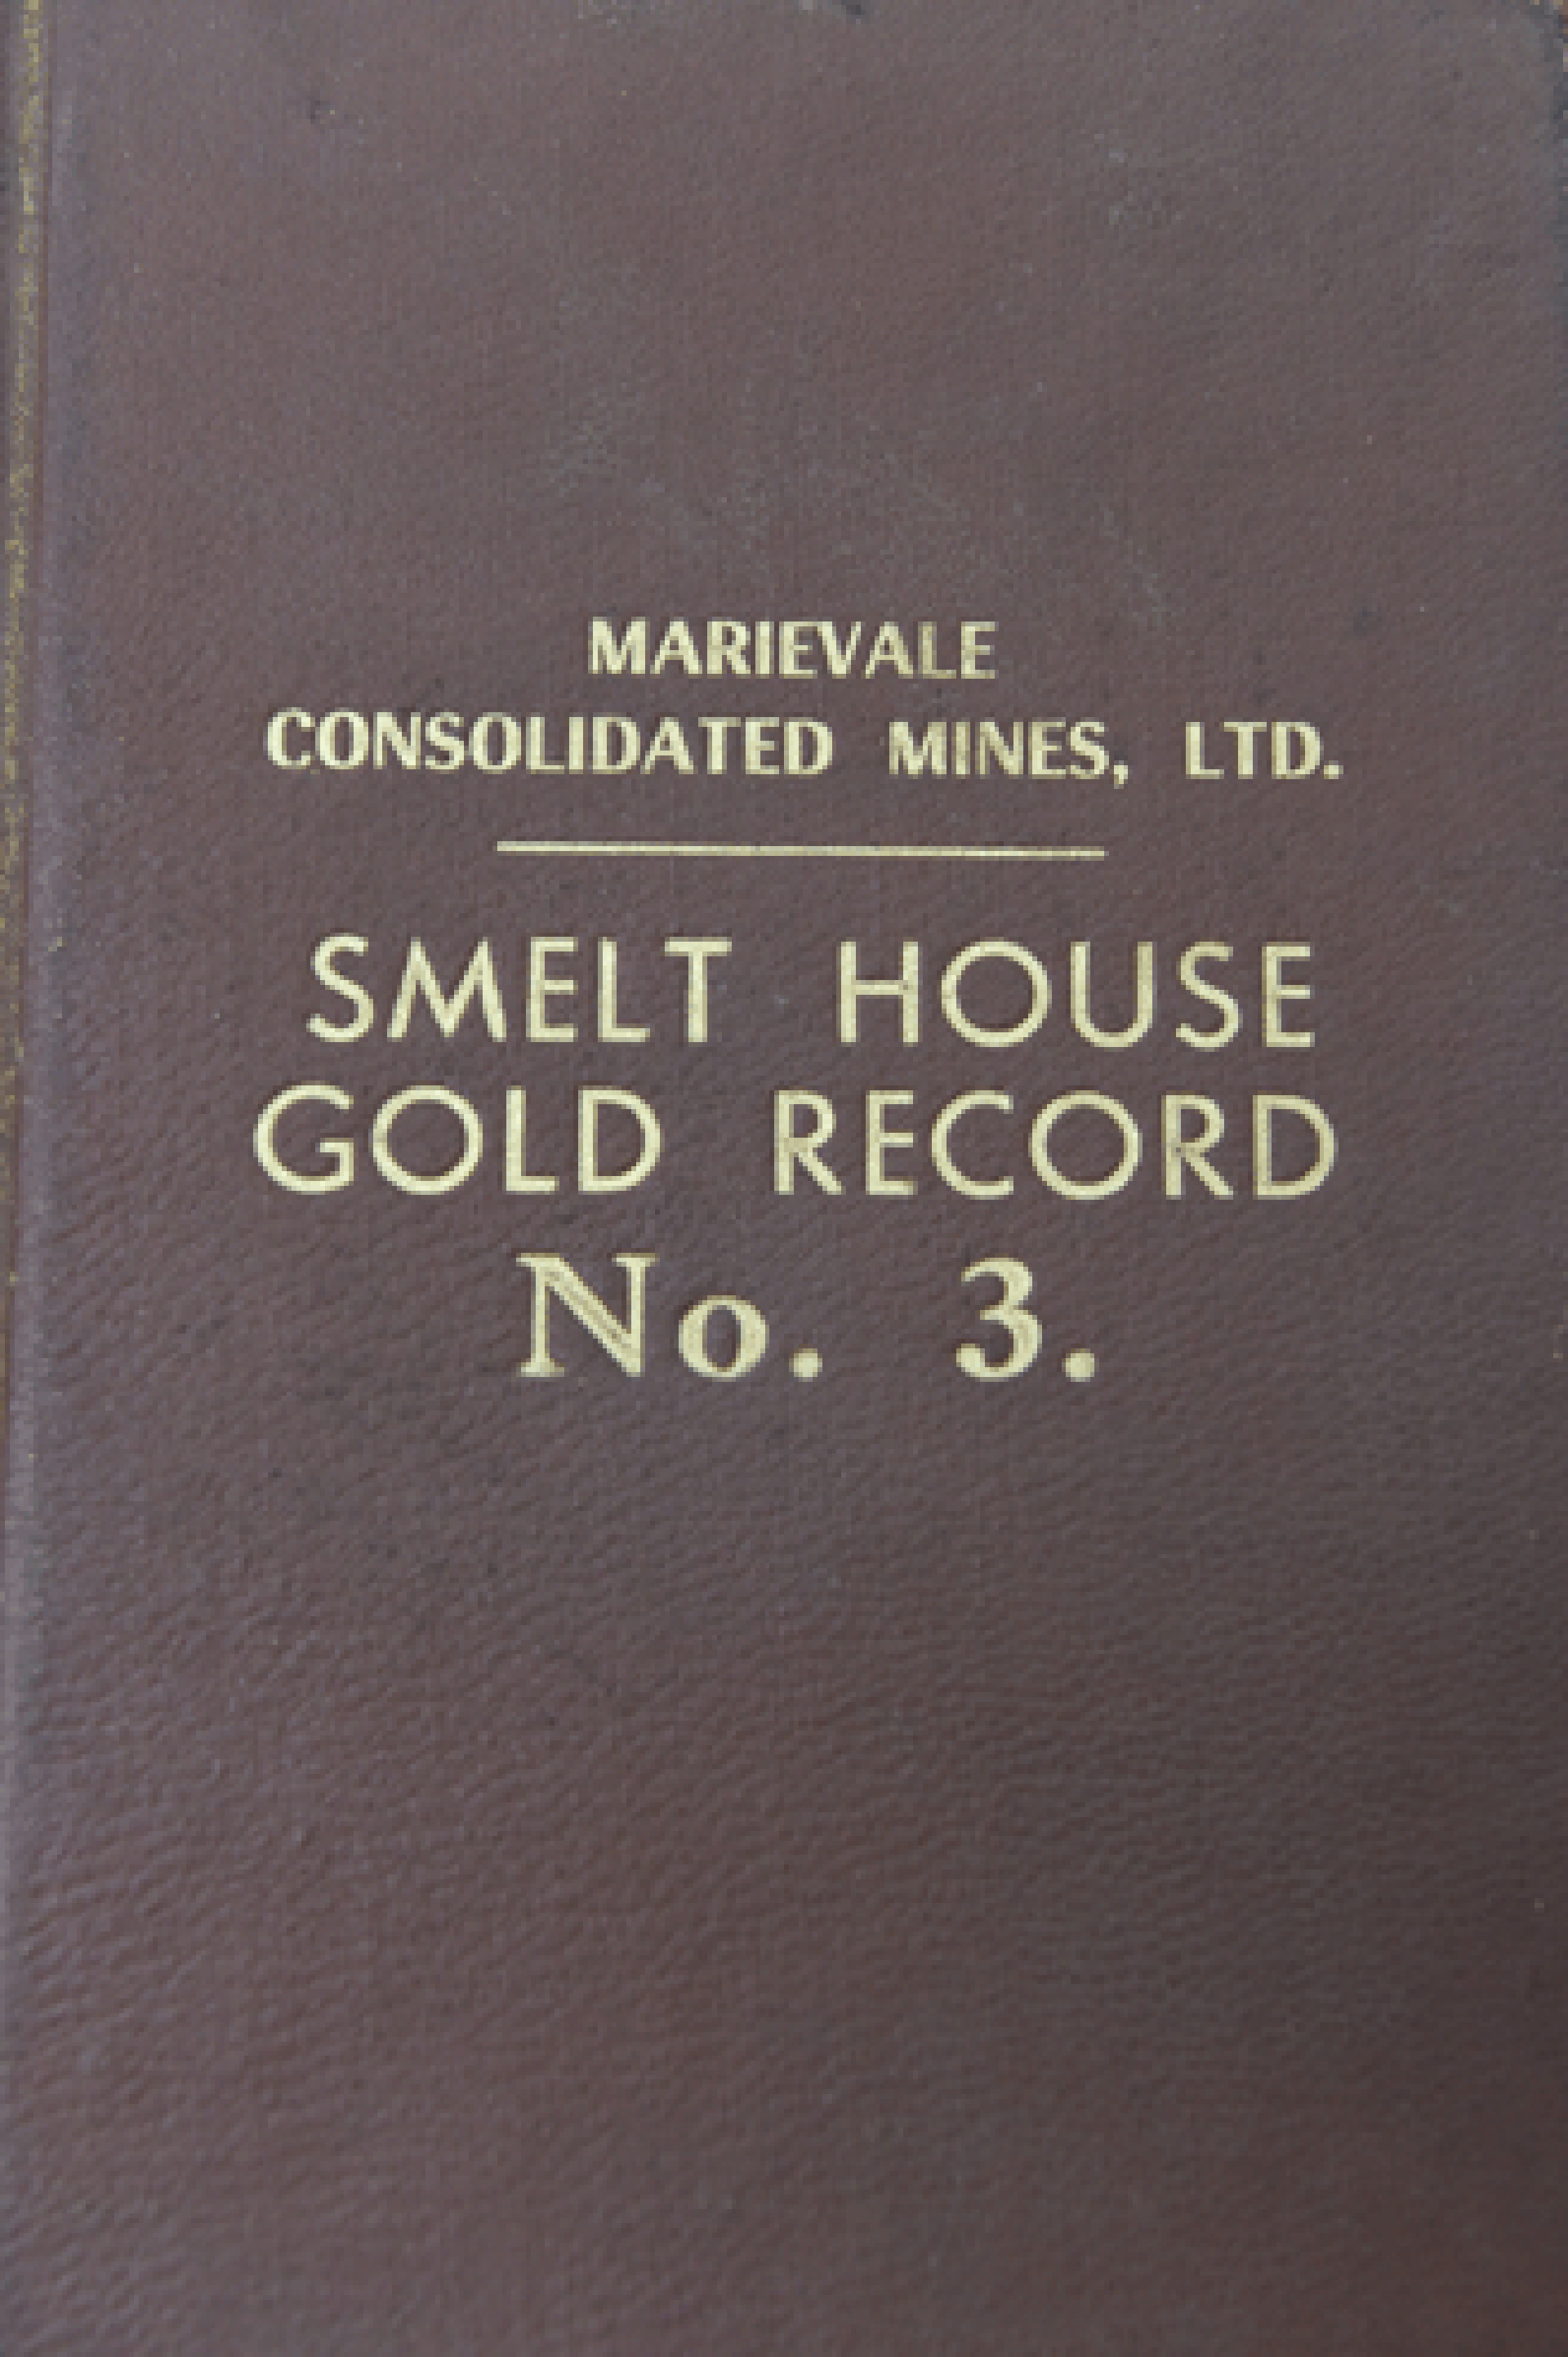 MARIEVALE
CONSOLIDATED MINES, LTD.
SMELT HOUSE
GOLD RECORD
No. 3.